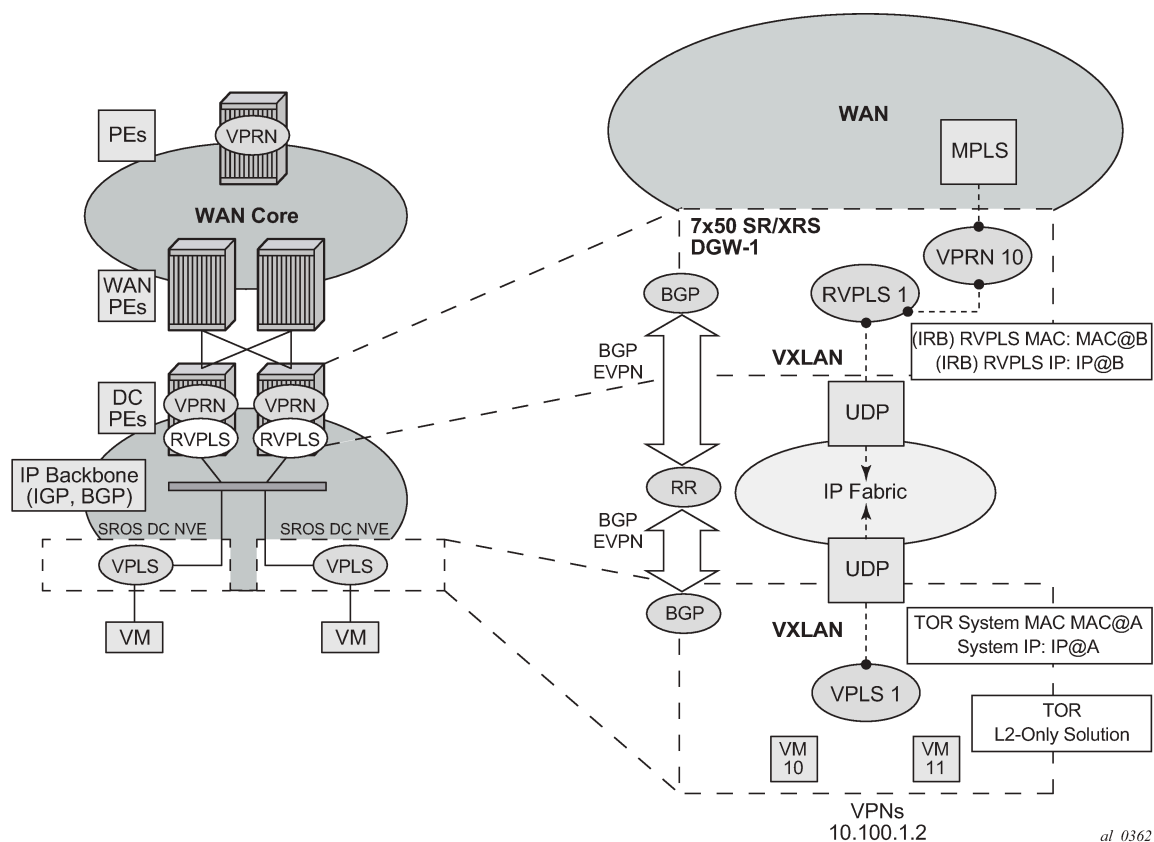 PEs
VPRN
WAN Core
WAN
PEs
DC
PEs
VPRN
VPRN
RVPLS
RVPLS
IP Backbone
(IGP, BGP)
SROS DC NVE
SROS DC NVE
VPLS
VPLS
VM
VM
WAN
MPLS
7x50 SR/XRS
DGW-1
VPRN 10
BGP
RVPLS 1
(IRB) RVPLS MAC: MAC@B
(IRB) RVPLS IP: IP@B
BGP
EVPN
VXLAN
UDP
RR
IP Fabric
BGP
EVPN
UDP
BGP
VXLAN
TOR System MAC MAC@A
System IP: IP@A
VPLS 1
TOR
L2-Only Solution
VM
10
VM
11
VPNs
10.100.1.2
al_0362